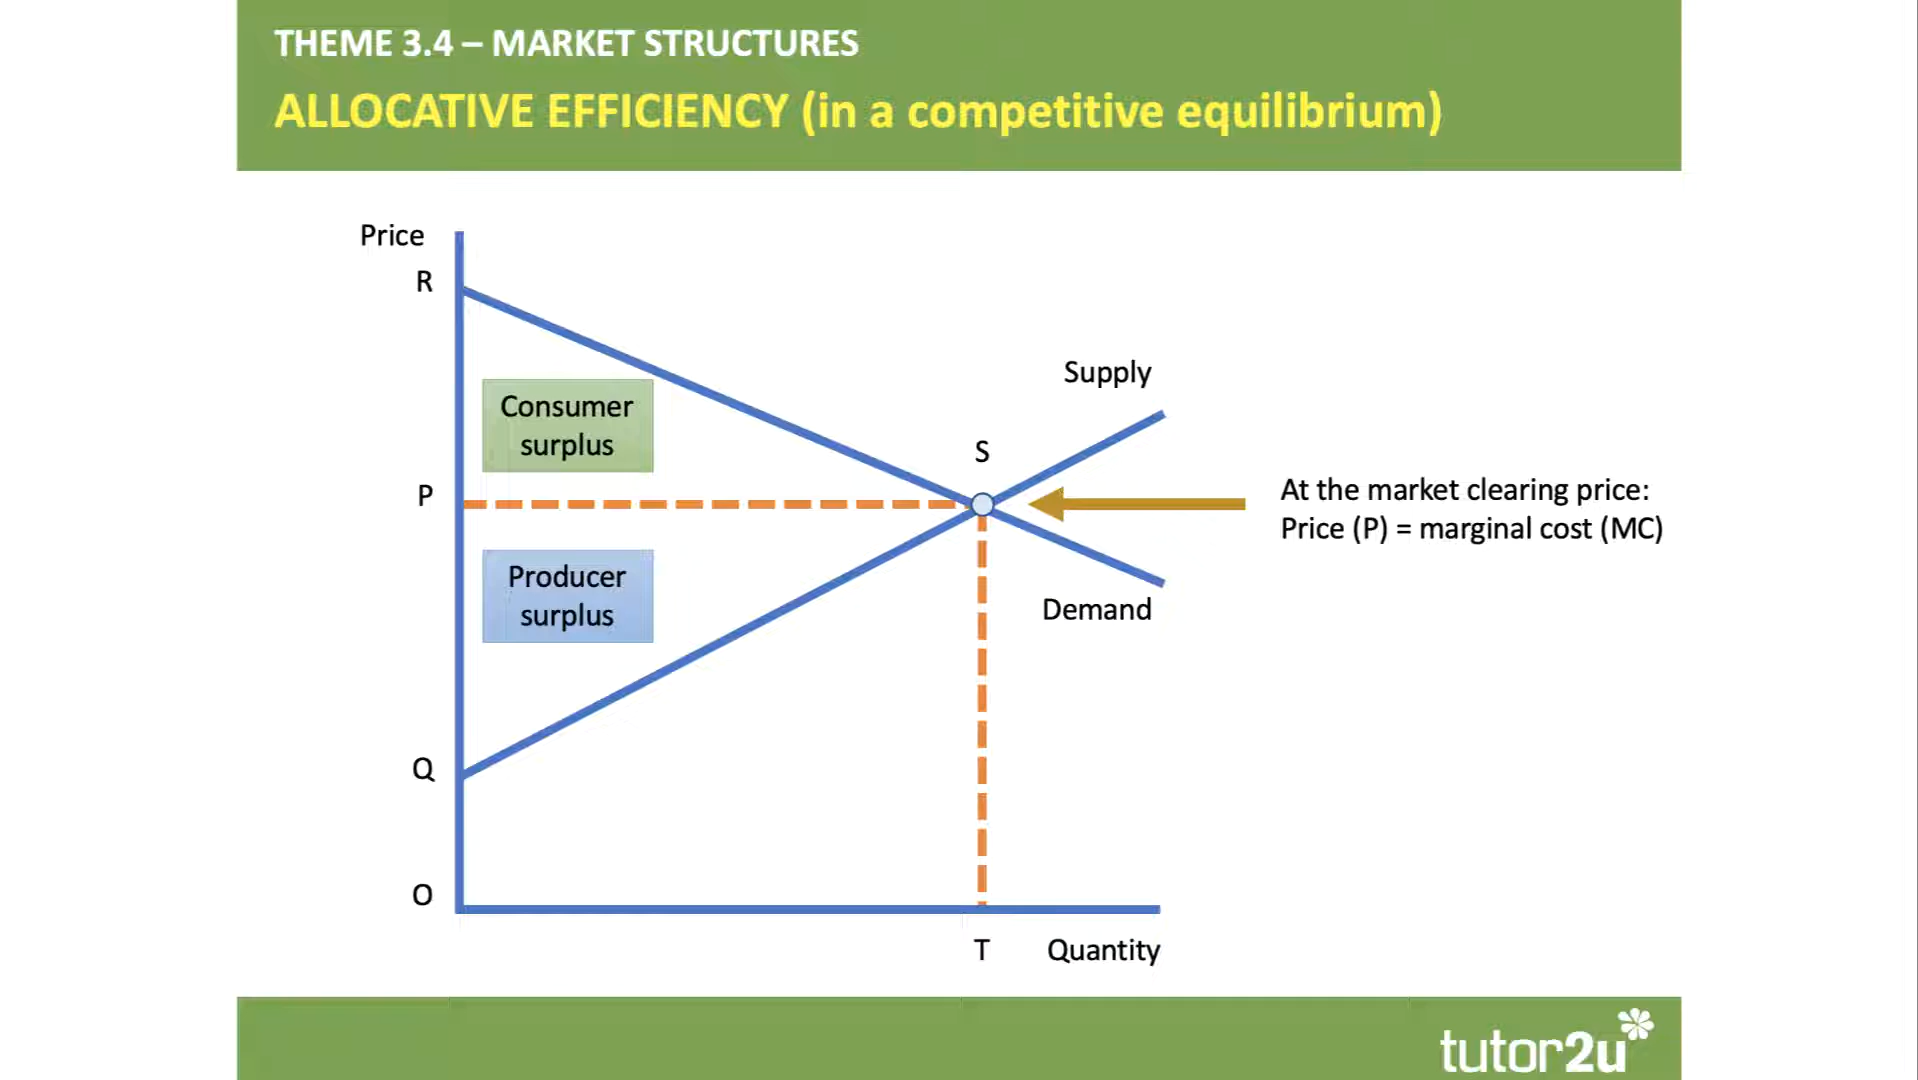 THEME 3.4 – MARKET STRUCTURES
ALLOCATIVE EFFICIENCY (in a competitive equilibrium)
Price
R
Supply
Consumer
surplus
S
P
At the market clearing price:
Price (P) = marginal cost (MC)
Producer
surplus
Demand
Q
O
T
Quantity
tutor2u